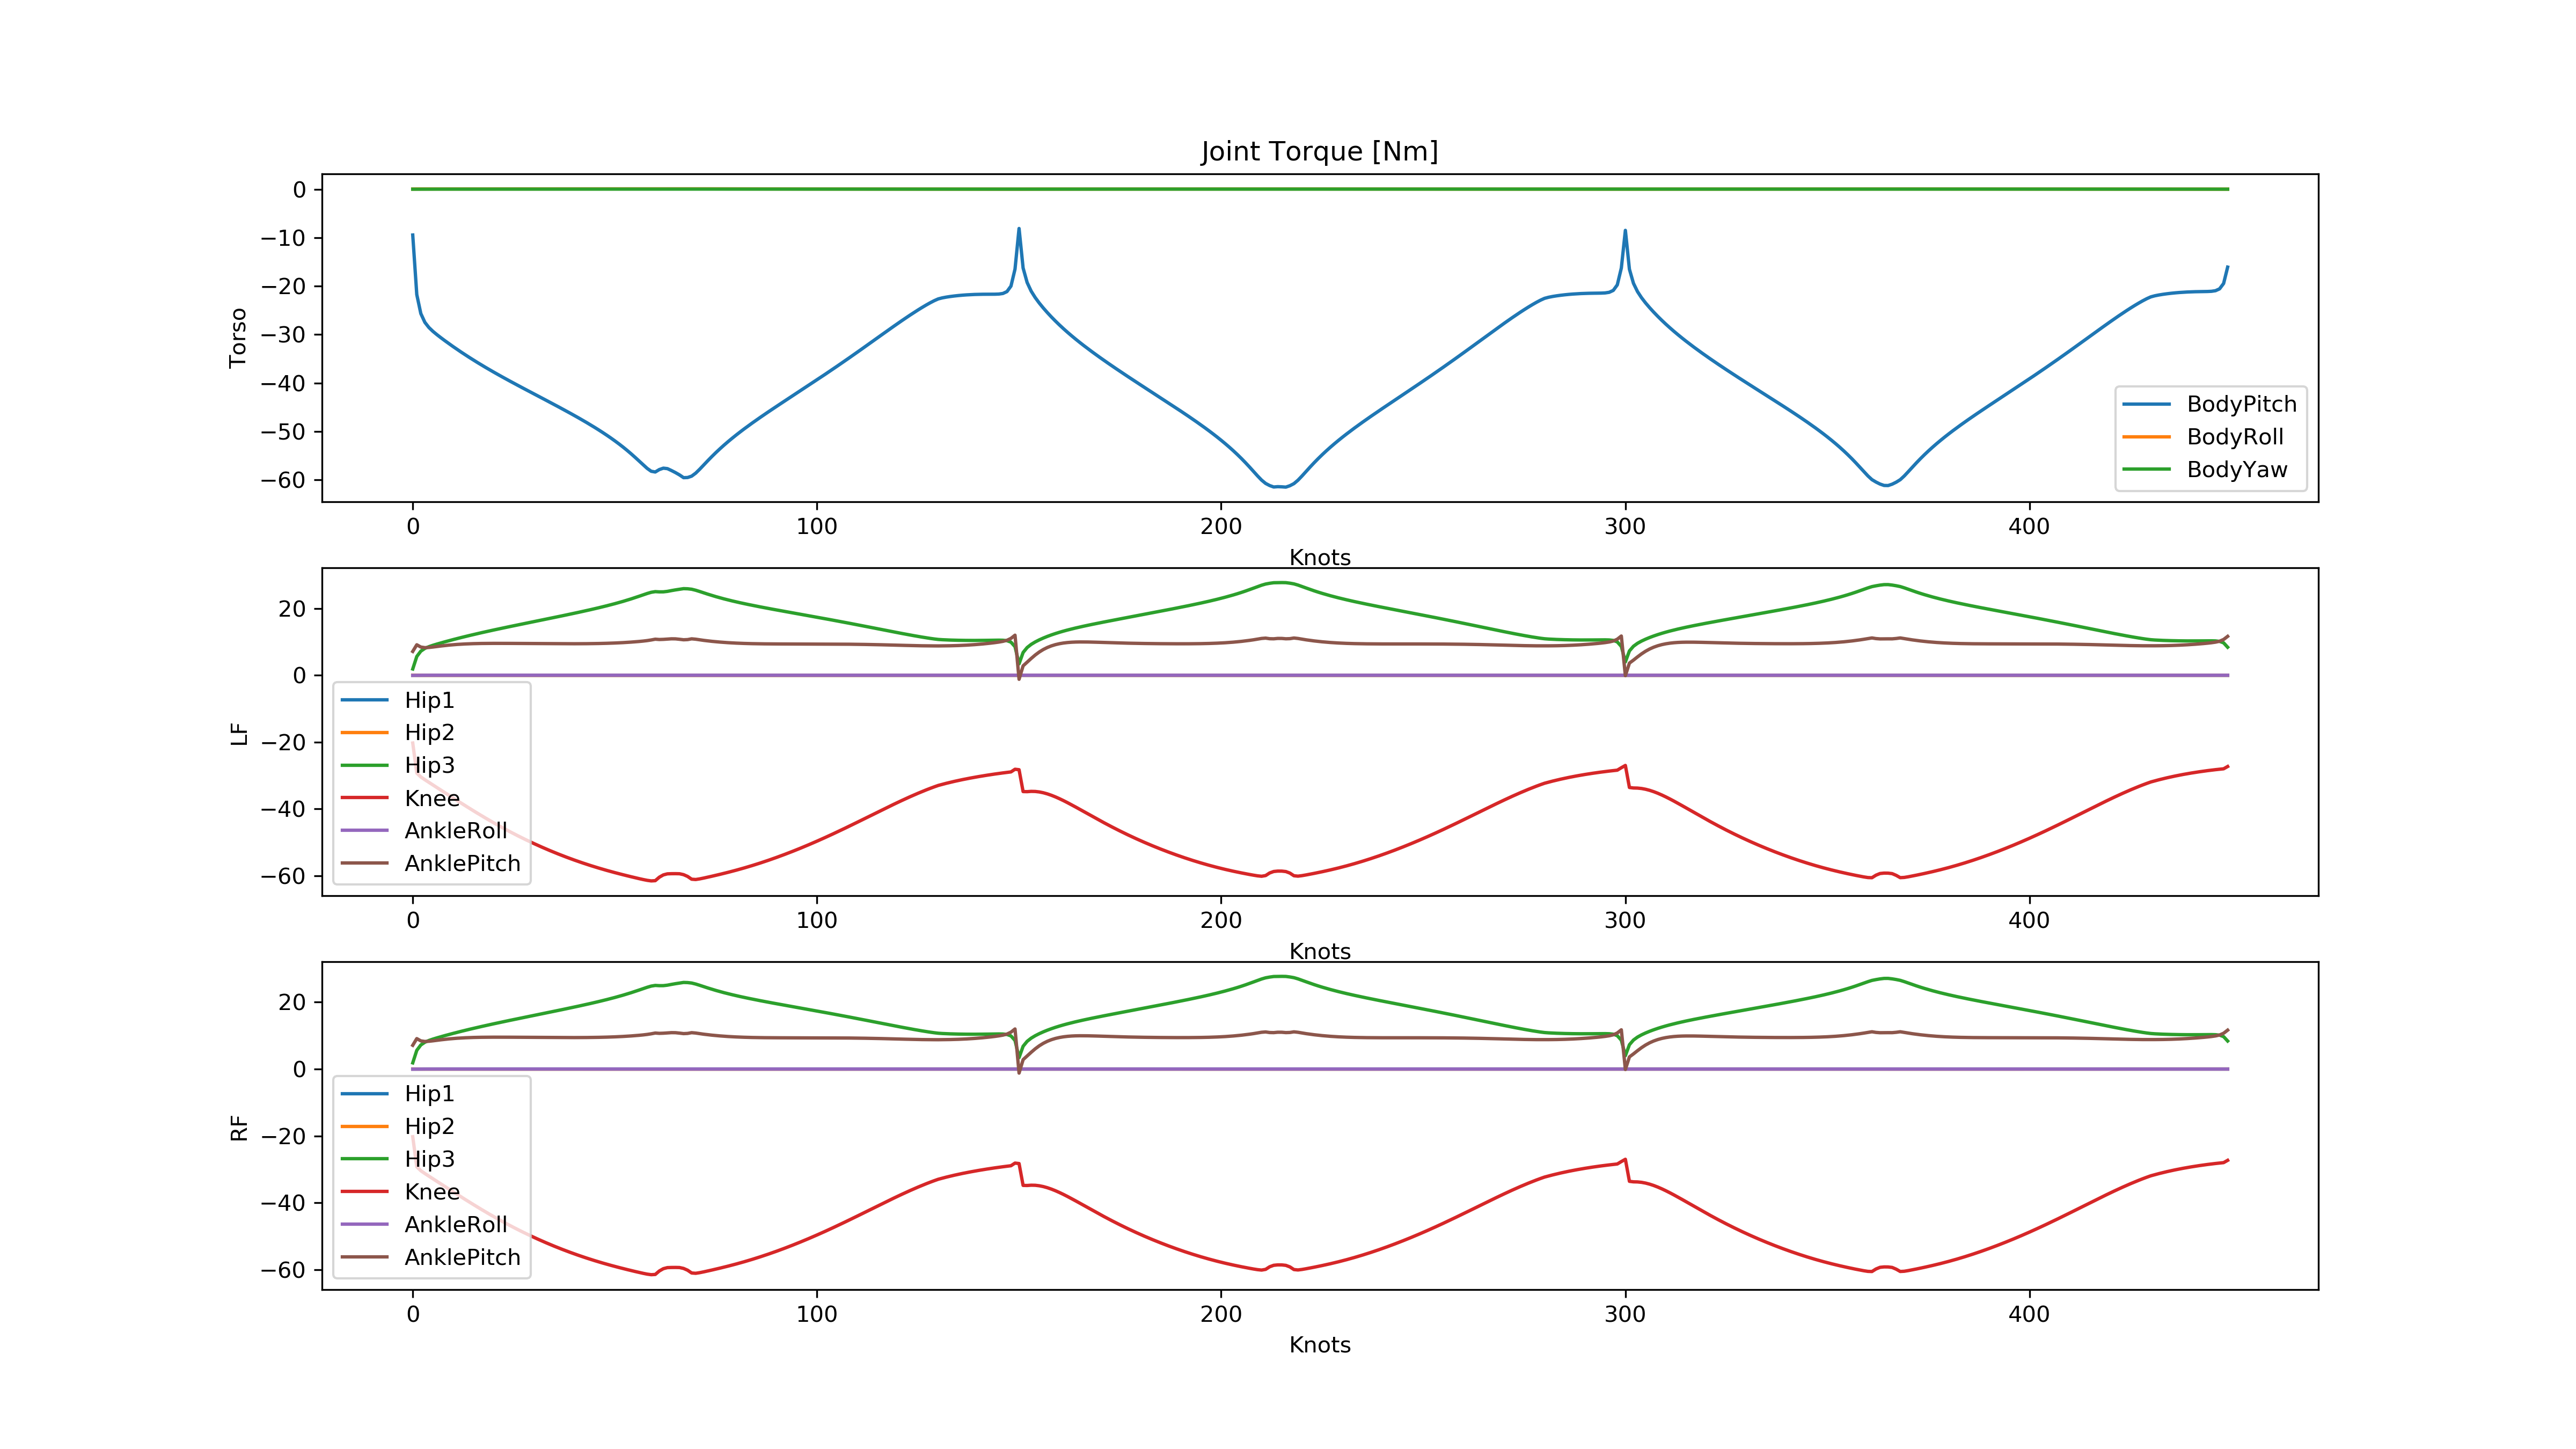 Joint Torque [Nm]
0
−10
−20
−30
−40
−50
−60
Torso
BodyPitch
BodyRoll
BodyYaw
0 100 200 300 400
Knots
20
0
−20
−40
−60
LF
Hip1
Hip2
Hip3
Knee
AnkleRoll
AnklePitch
0 100 200 300 400
Knots
20
0
−20
−40
−60
RF
Hip1
Hip2
Hip3
Knee
AnkleRoll
AnklePitch
0 100 200 300 400
Knots